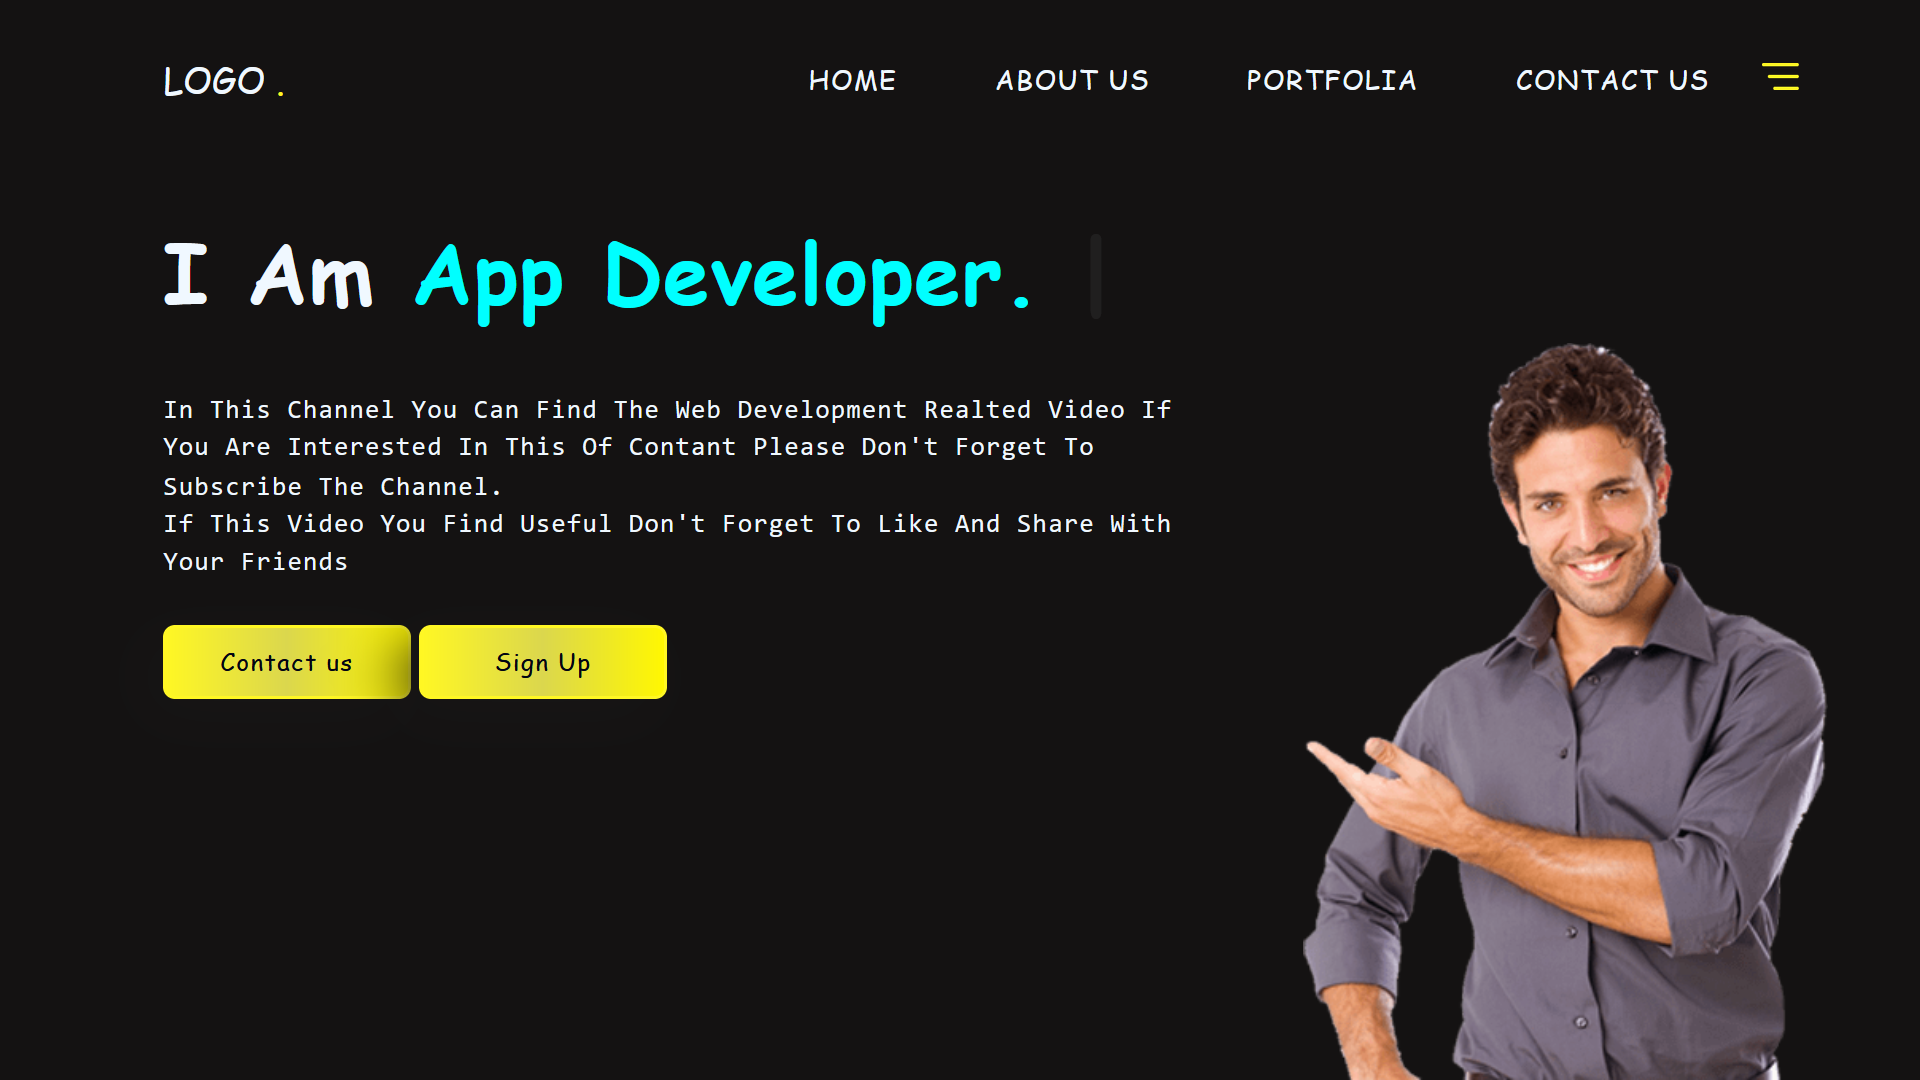 LOGO .
HOME ABOUT US PORTFOLIA CONTACT US
I Am App Developer.
In This Channel You Can Find The Web Development Realted Video If
You Are Interested In This Of Contant Please Don't Forget To
Subscribe The Channel.
If This Video You Find Useful Don't Forget To Like And Share With
Your Friends
Contact us Sign Up